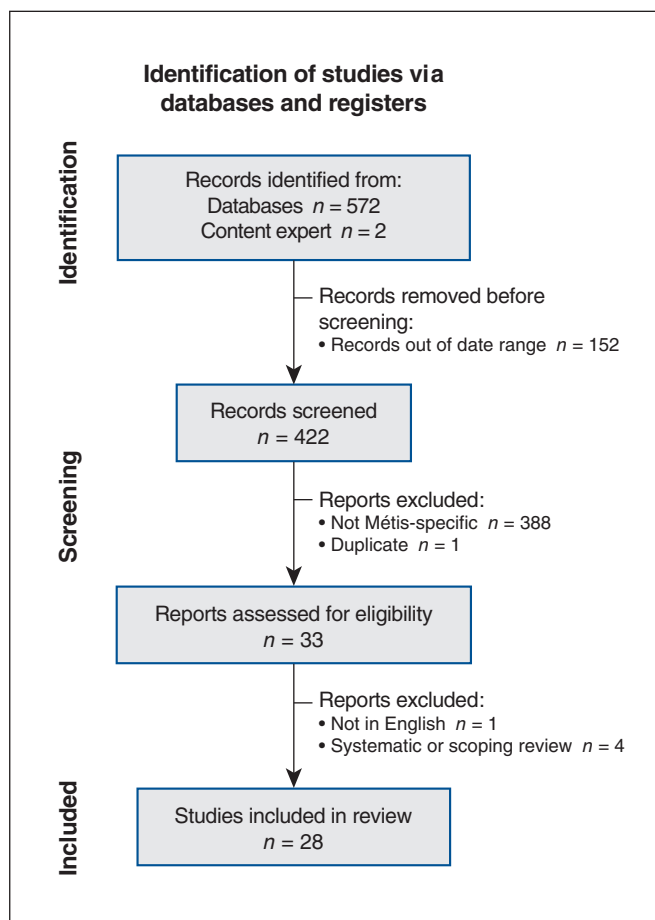 Identification of studies via
databases and registers
Identification
Records identified from:
Databases n = 572
Content expert n = 2
Records removed before
screening:
• Records out of date range n = 152
Screening
Records screened
n = 422
Reports excluded:
• Not Métis-specific n = 388
• Duplicate n = 1
Reports assessed for eligibility
n = 33
Reports excluded:
• Not in English n = 1
• Systematic or scoping review n = 4
Included
Studies included in review
n = 28